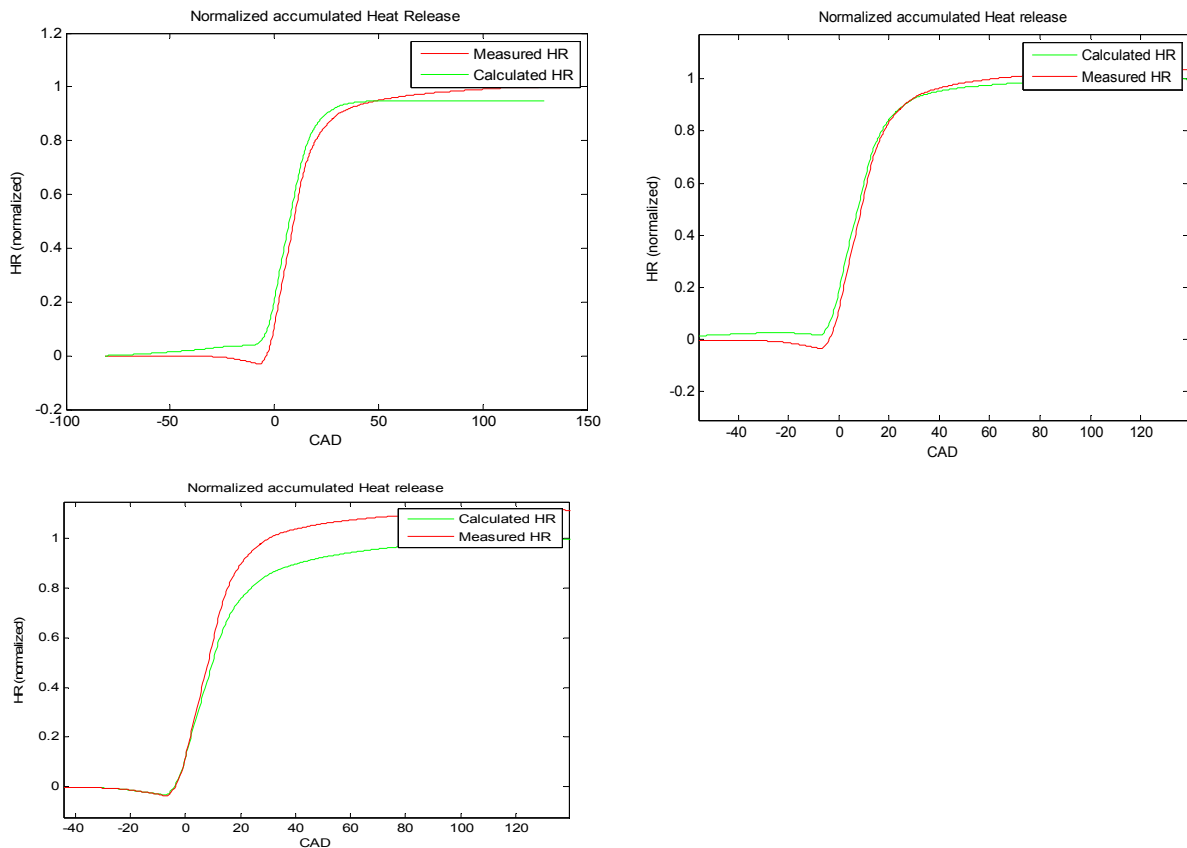 Normalized accumulated Heat Release
1.2
1
0.8
0.6
0.4
0.2
0
-0.2
HR (normalized)
Measured HR
Calculated HR
-100 -50 0 50 100 150
CAD
Normalized accumulated Heat release
1
0.8
0.6
0.4
0.2
0
-0.2
HR (normalized)
Calculated HR
Measured HR
-40 -20 0 20 40 60 80 100 120
CAD
Normalized accumulated Heat release
1
0.8
0.6
0.4
0.2
0
HR (normalized)
Calculated HR
Measured HR
-40 -20 0 20 40 60 80 100 120
CAD